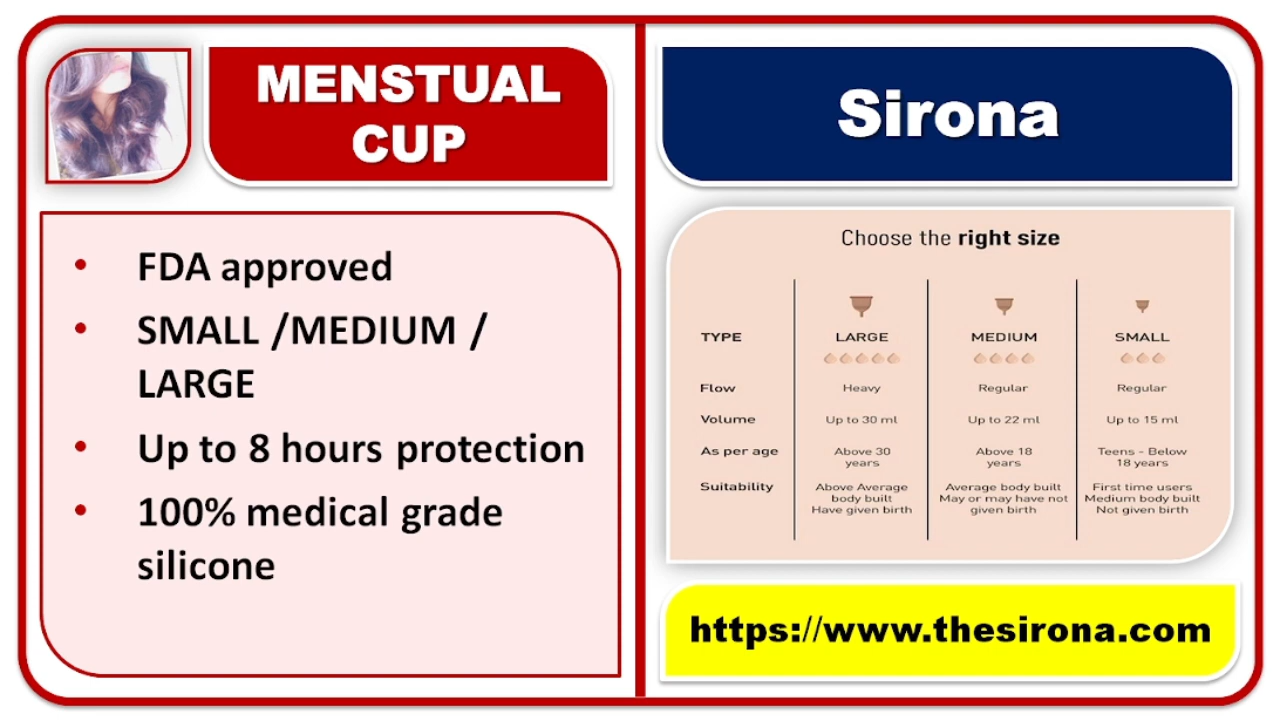 MENSTUAL
CUP
Sirona
• FDA approved
• SMALL /MEDIUM /
LARGE
• Up to 8 hours protection
• 100% medical grade
silicone
Choose the right size
TYPE LARGE MEDIUM SMALL
Flow Heavy Regular Regular
Volume Up to 30 ml Up to 22 ml Up to 15 ml
As per age Above 30 Above 18 Teens - Below
years years 18 years
Suitability Above Average Average body built First time users
body built May or may have not Medium body built
Have given birth given birth Not given birth
https://www.thesirona.com